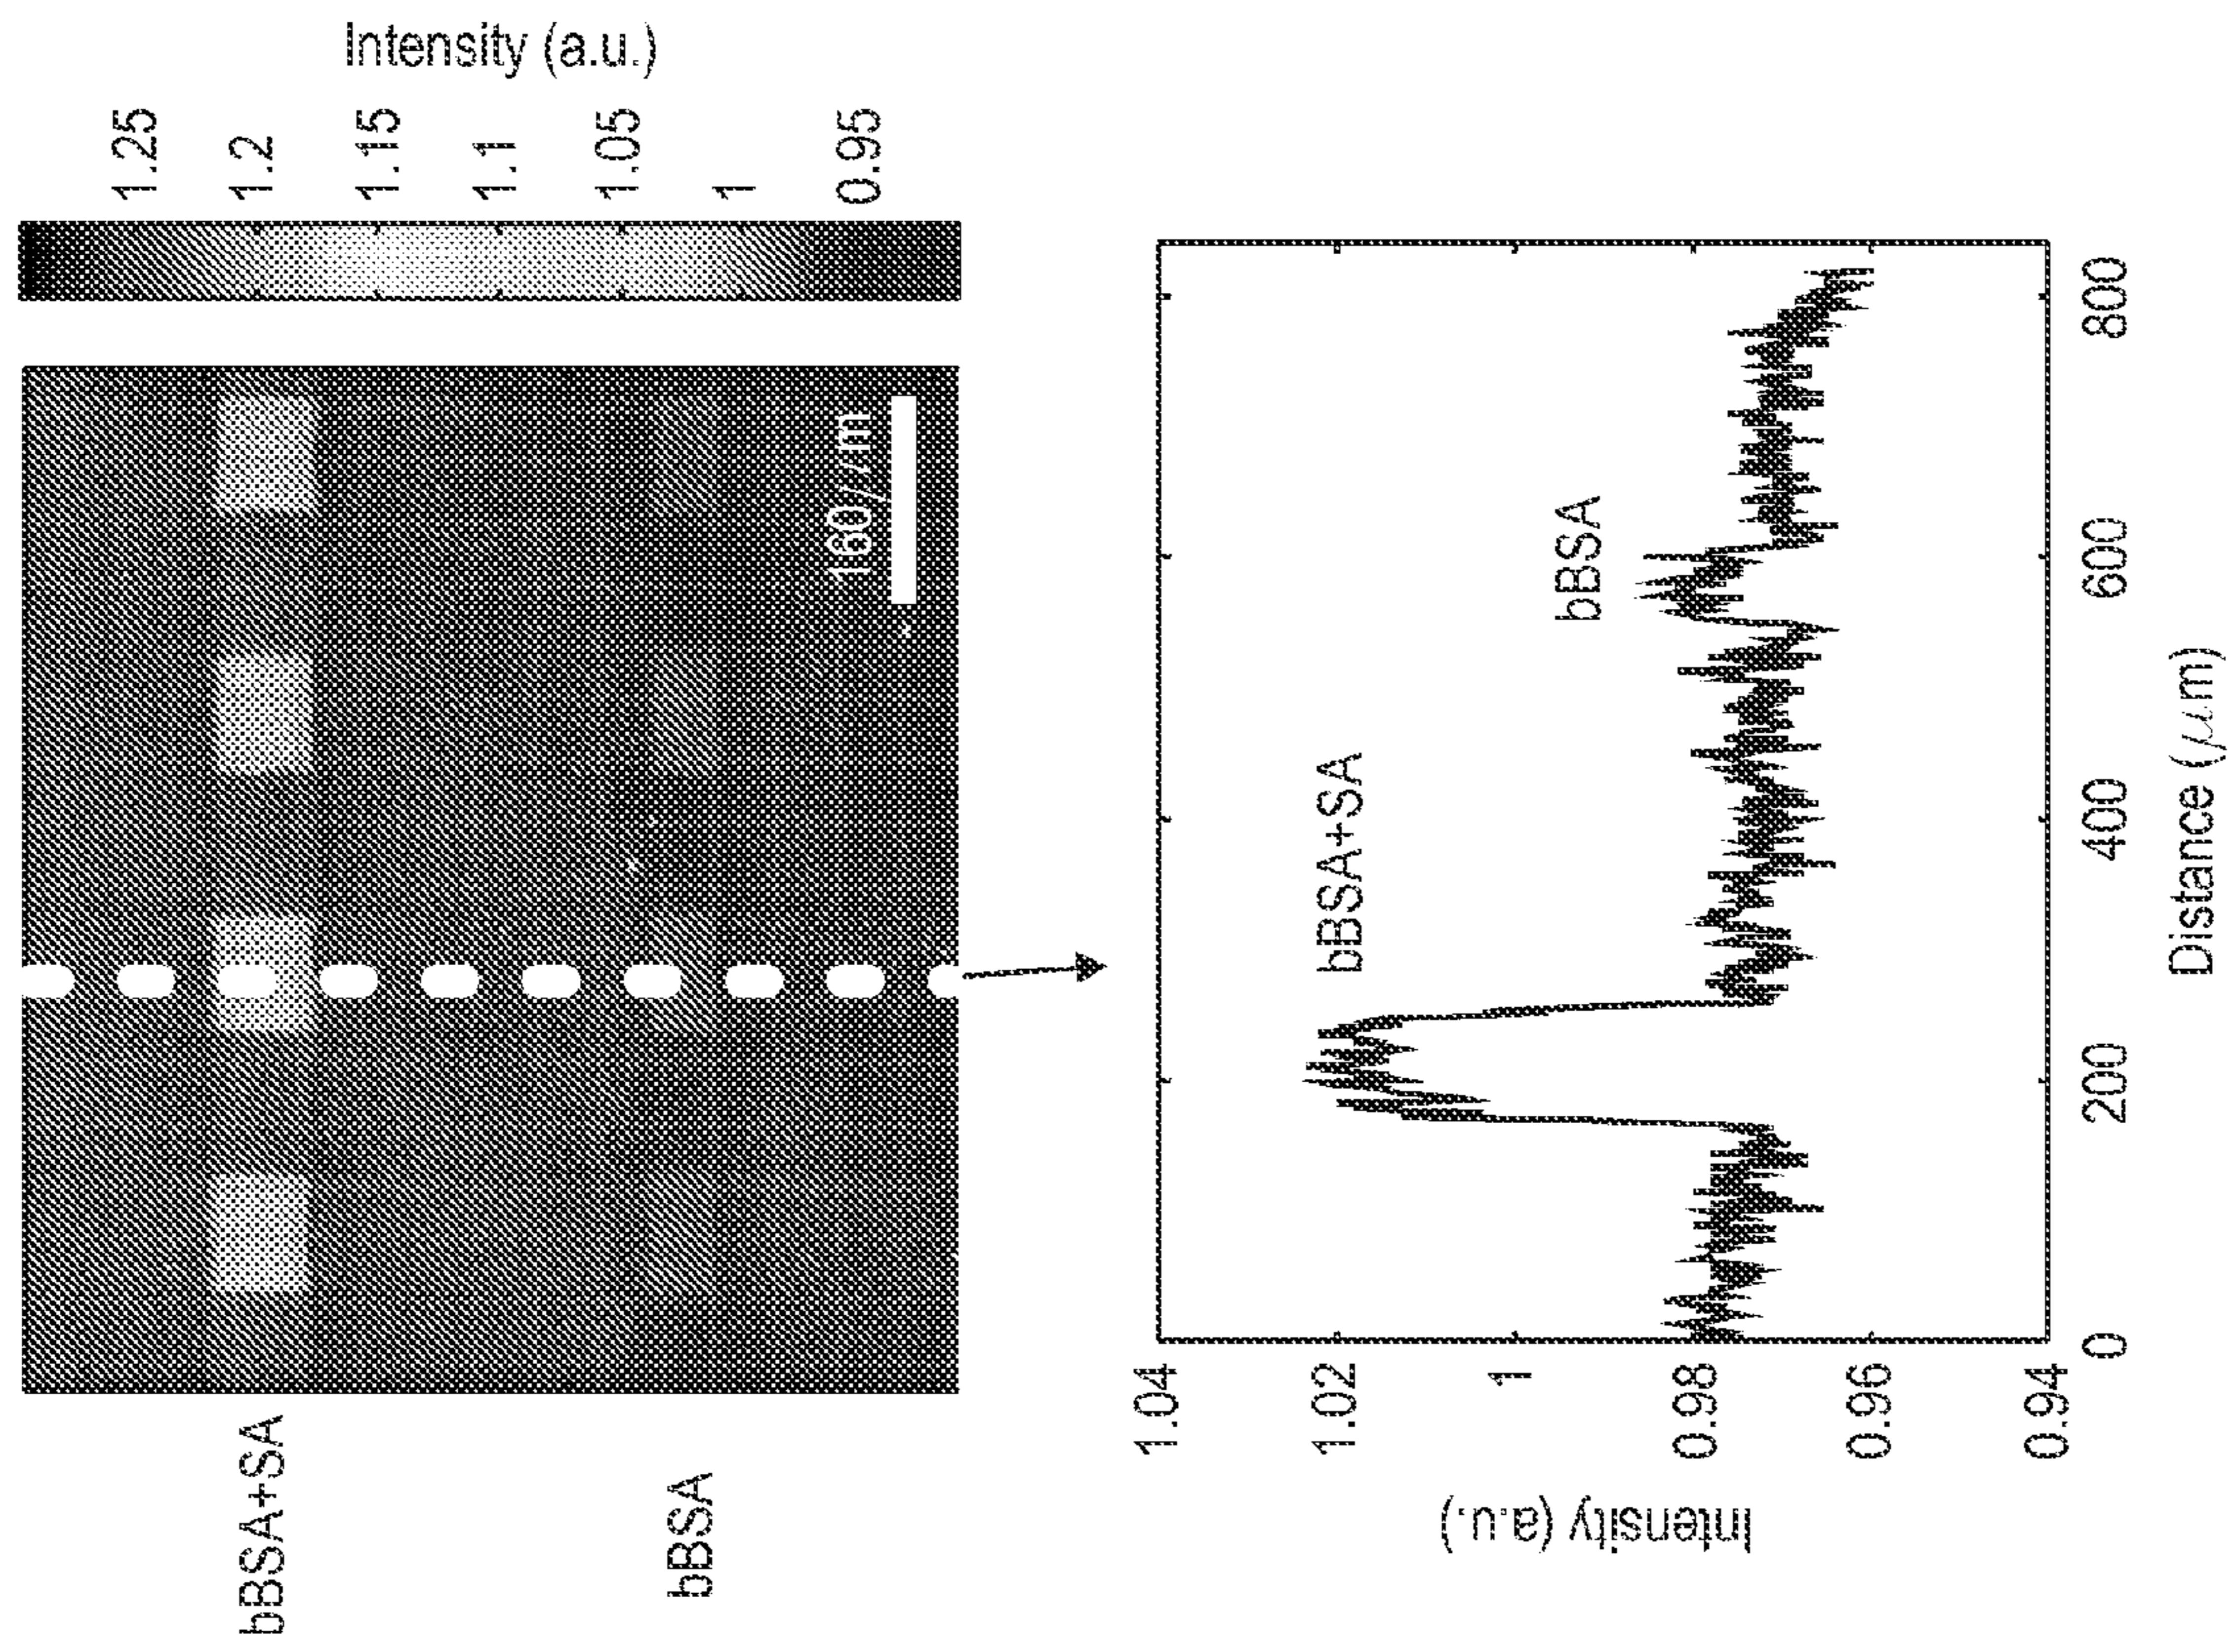 bBSA+SA
bBSA
160//m
1.25
1.2
1.15
1.1
1.05
1
0.95
Intensity (a.u.)
Intensity (a.u.)
1.04
1.02
1
0.98
0.96
0.94
bBSA+SA
bBSA
0
200
400
600
800
Distance (μm)